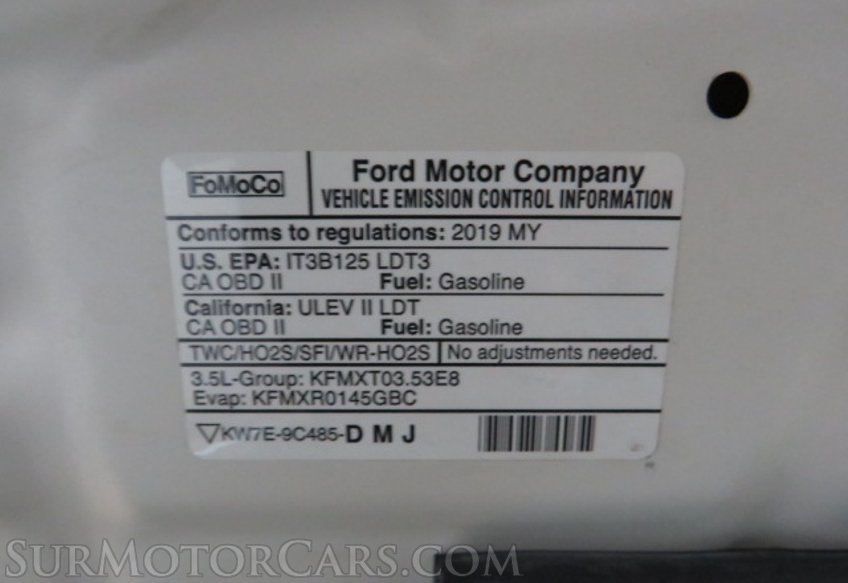 FoMoCo
Ford Motor Company
VEHICLE EMISSION CONTROL INFORMATION
Conforms to regulations: 2019 MY
U.S. EPA: IT3B125 LDT3
CA OBD II Fuel: Gasoline
California: ULEV II LDT
CA OBD II Fuel: Gasoline
TWC/HO2S/SFI/WR-HO2S No adjustments needed.
3.5L-Group: KFMXT03.53E8
Evap: KFMXR0145GBC
KW7E-9C485-D M J
SurMotorCars.com